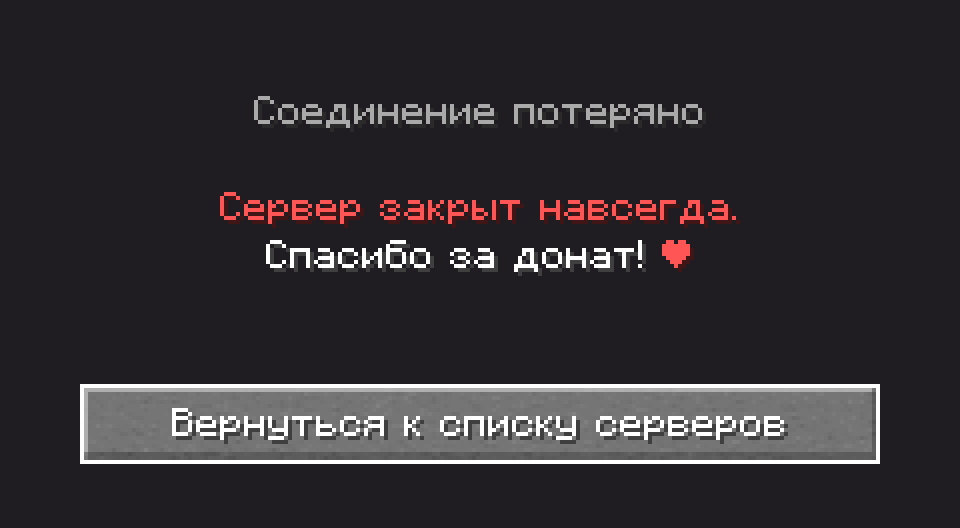 Соединение потеряно
Сервер закрыт навсегда.
Спасибо за донат! ♥
Вернуться к списку серверов